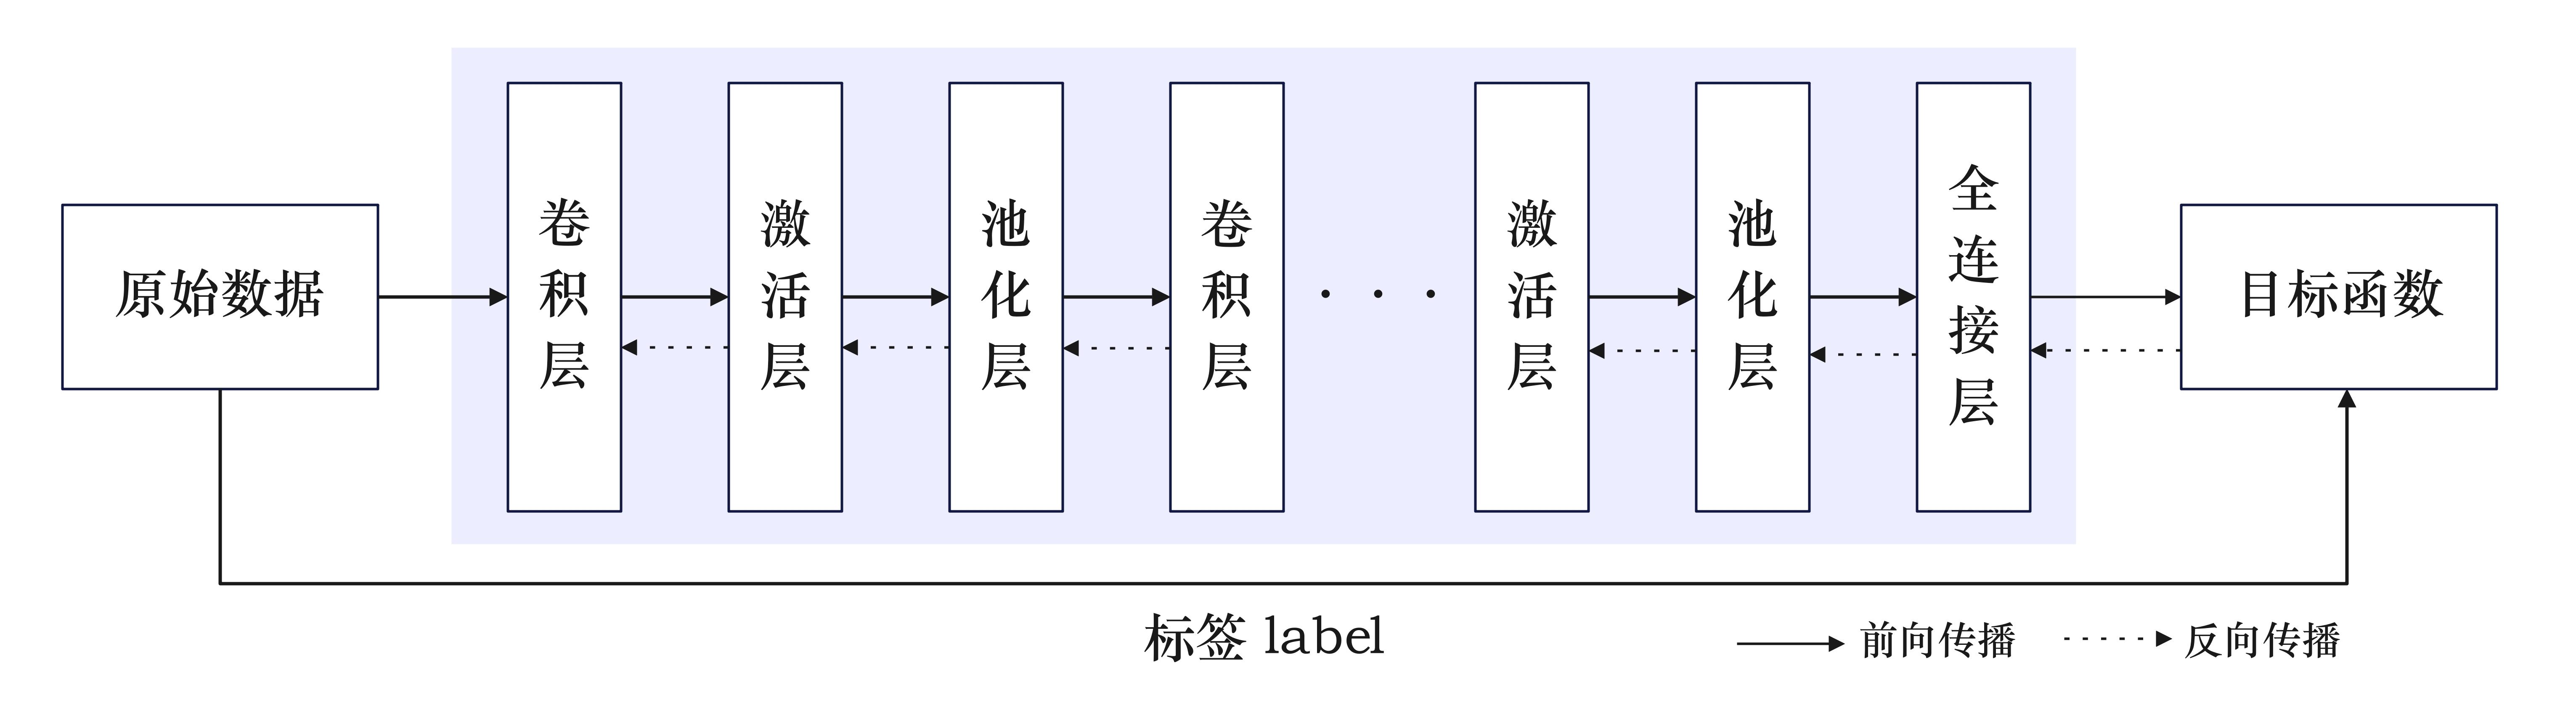 原始数据
卷积层
激活层
池化层
卷积层
· · ·
激活层
池化层
全连接层
目标函数
标签 label
前向传播
反向传播